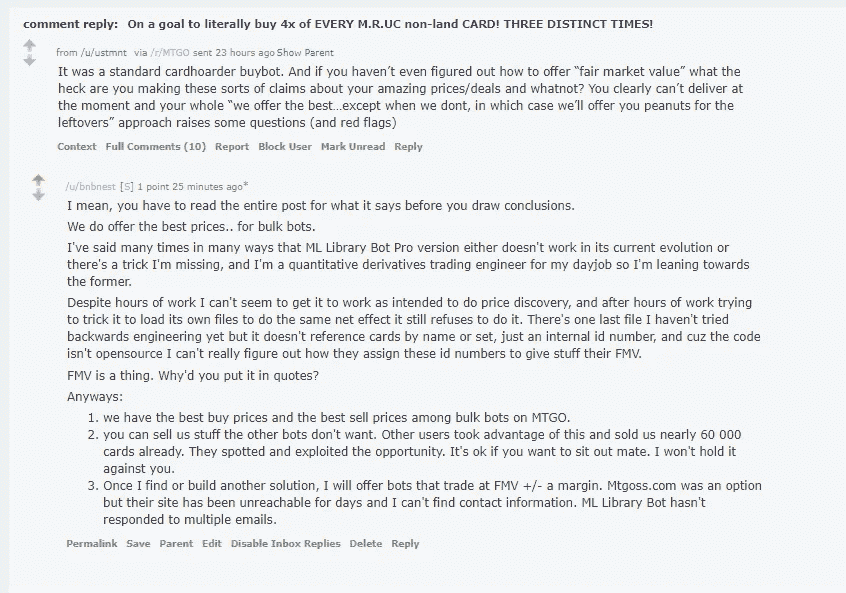 comment reply: On a goal to literally buy 4x of EVERY M.R.UC non-land CARD! THREE DISTINCT TIMES!
from /u/ustmnt via /r/MTGO sent 23 hours ago Show Parent
It was a standard cardhoarder buybot. And if you haven't even figured out how to offer "fair market value" what the
heck are you making these sorts of claims about your amazing prices/deals and whatnot? You clearly can't deliver at
the moment and your whole "we offer the best...except when we dont, in which case we'll offer you peanuts for the
leftovers" approach raises some questions (and red flags)
Context Full Comments (10) Report Block User Mark Unread Reply
/u/bnbnest [S] 1 point 25 minutes ago*
I mean, you have to read the entire post for what it says before you draw conclusions.
We do offer the best prices.. for bulk bots.
I've said many times in many ways that ML Library Bot Pro version either doesn't work in its current evolution or
there's a trick I'm missing, and I'm a quantitative derivatives trading engineer for my dayjob so I'm leaning towards
the former.
Despite hours of work I can't seem to get it to work as intended to do price discovery, and after hours of work trying
to trick it to load its own files to do the same net effect it still refuses to do it. There's one last file I haven't tried
backwards engineering yet but it doesn't reference cards by name or set, just an internal id number, and cuz the code
isn't opensource I can't really figure out how they assign these id numbers to give stuff their FMV.
FMV is a thing. Why'd you put it in quotes?
Anyways:
1. we have the best buy prices and the best sell prices among bulk bots on MTGO.
2. you can sell us stuff the other bots don't want. Other users took advantage of this and sold us nearly 60 000
cards already. They spotted and exploited the opportunity. It's ok if you want to sit out mate. I won't hold it
against you.
3. Once I find or build another solution, I will offer bots that trade at FMV +/- a margin. Mtgoss.com was an option
but their site has been unreachable for days and I can't find contact information. ML Library Bot hasn't
responded to multiple emails.
Permalink Save Parent Edit Disable Inbox Replies Delete Reply